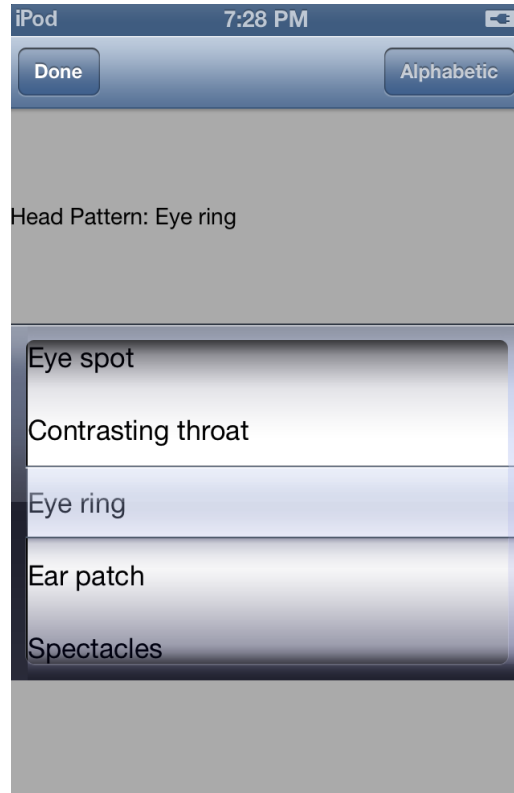 iPod 7:28 PM
Done Alphabetic
Head Pattern: Eye ring
Eye spot
Contrasting throat
Eye ring
Ear patch
Spectacles